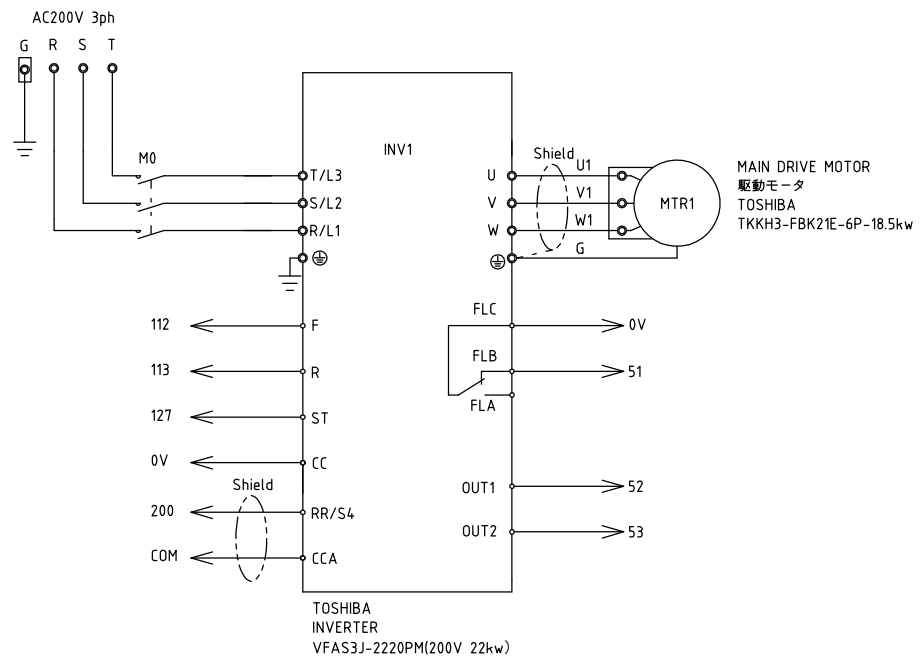 AC200V 3ph
G R S T
M0
INV1
T/L3
S/L2
R/L1
U
V
W
Shield
U1
V1
W1
G
MTR1
MAIN DRIVE MOTOR
駆動モータ
TOSHIBA
TKKH3-FBK21E-6P-18.5kw
112 F
113 R
127 ST
0V CC
Shield
200 RR/S4
COM CCA
FLC 0V
FLB 51
FLA
OUT1 52
OUT2 53
TOSHIBA
INVERTER
VFAS3J-2220PM(200V 22kw)